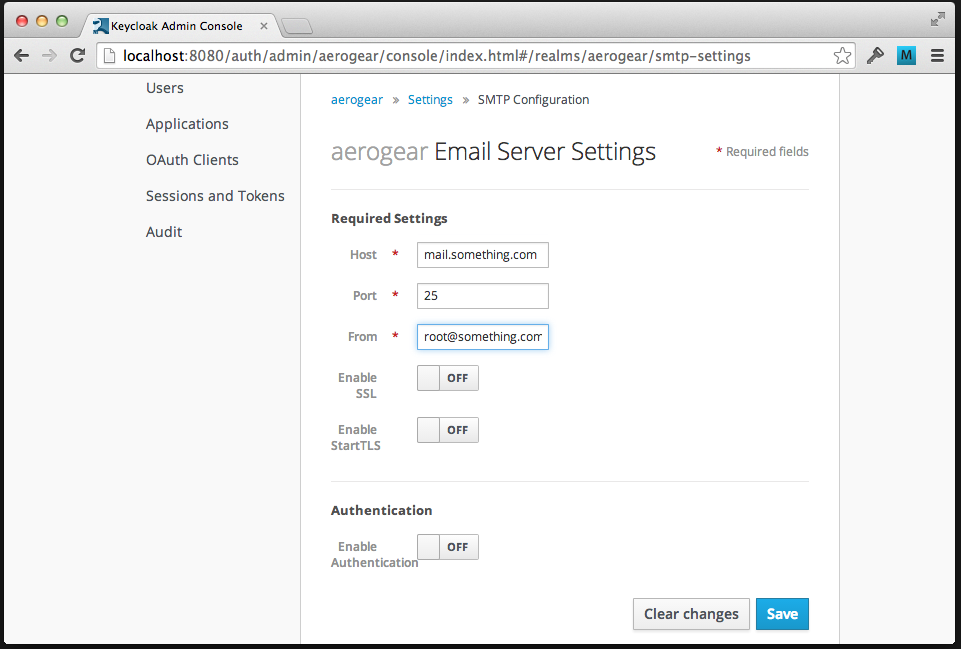 Keycloak Admin Console
localhost:8080/auth/admin/aerogear/console/index.html#/realms/aerogear/smtp-settings
M
Users
Applications
OAuth Clients
Sessions and Tokens
Audit
aerogear » Settings » SMTP Configuration
aerogear Email Server Settings
* Required fields
Required Settings
Host * mail.something.com
Port * 25
From * root@something.com
Enable SSL OFF
Enable StartTLS OFF
Authentication
Enable Authentication OFF
Clear changes Save